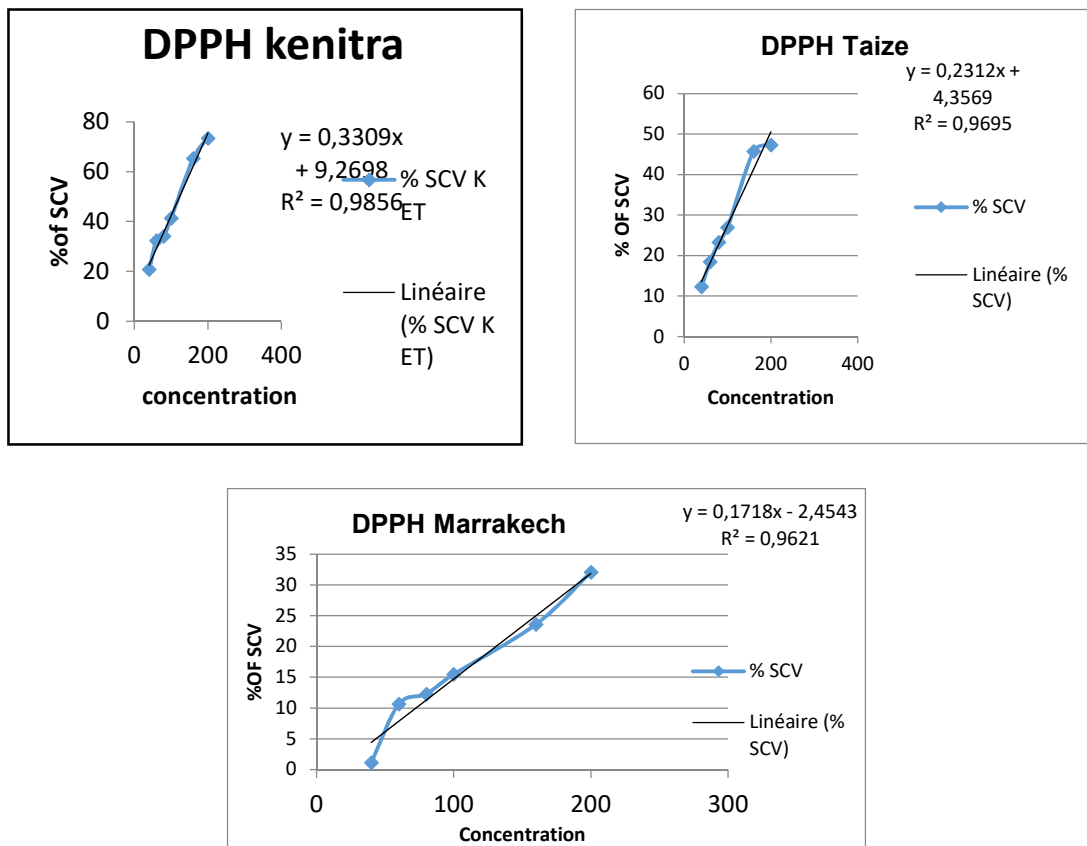 DPPH kenitra
y = 0,3309x
+ 9,2698
R² = 0,9856
80
60
40
20
0
%of SCV
0 200 400
concentration
% SCV K
ET
Linéaire
(% SCV K
ET)
DPPH Taize
y = 0,2312x +
4,3569
R² = 0,9695
60
50
40
30
20
10
0
% OF SCV
0 200 400
Concentration
% SCV
Linéaire (%
SCV)
DPPH Marrakech
y = 0,1718x - 2,4543
R² = 0,9621
35
30
25
20
15
10
5
0
%OF SCV
0 100 200 300
Concentration
% SCV
Linéaire (%
SCV)